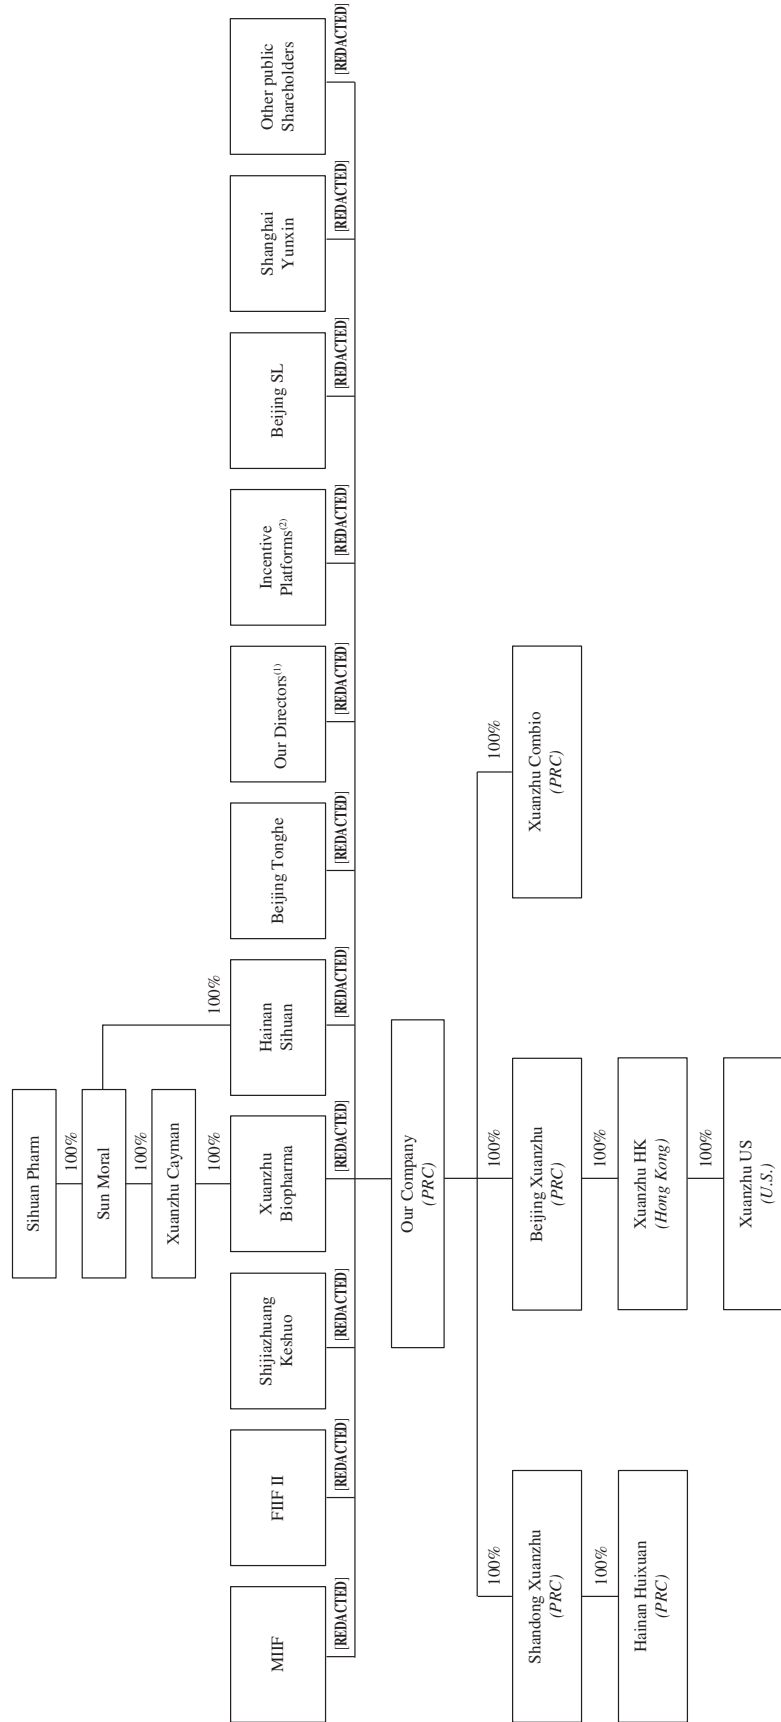 Sihuan Pharm
100%
Sun Moral
100%
Xuanzhu Cayman
100%
100%
MIIF
FIIF II
Shijiazhuang
Keshuo
Xuanzhu
Biopharma
Hainan
Sihuan
Beijing Tonghe
Our Directors(1)
Incentive
Platforms(2)
Beijing SL
Shanghai
Yunxin
Other public
Shareholders
[REDACTED]
[REDACTED]
[REDACTED]
[REDACTED]
[REDACTED]
[REDACTED]
[REDACTED]
[REDACTED]
[REDACTED]
[REDACTED]
[REDACTED]
Our Company
(PRC)
100%
100%
100%
Shandong Xuanzhu
(PRC)
Beijing Xuanzhu
(PRC)
Xuanzhu Combio
(PRC)
100%
100%
Hainan Huixuan
(PRC)
Xuanzhu HK
(Hong Kong)
100%
Xuanzhu US
(U.S.)